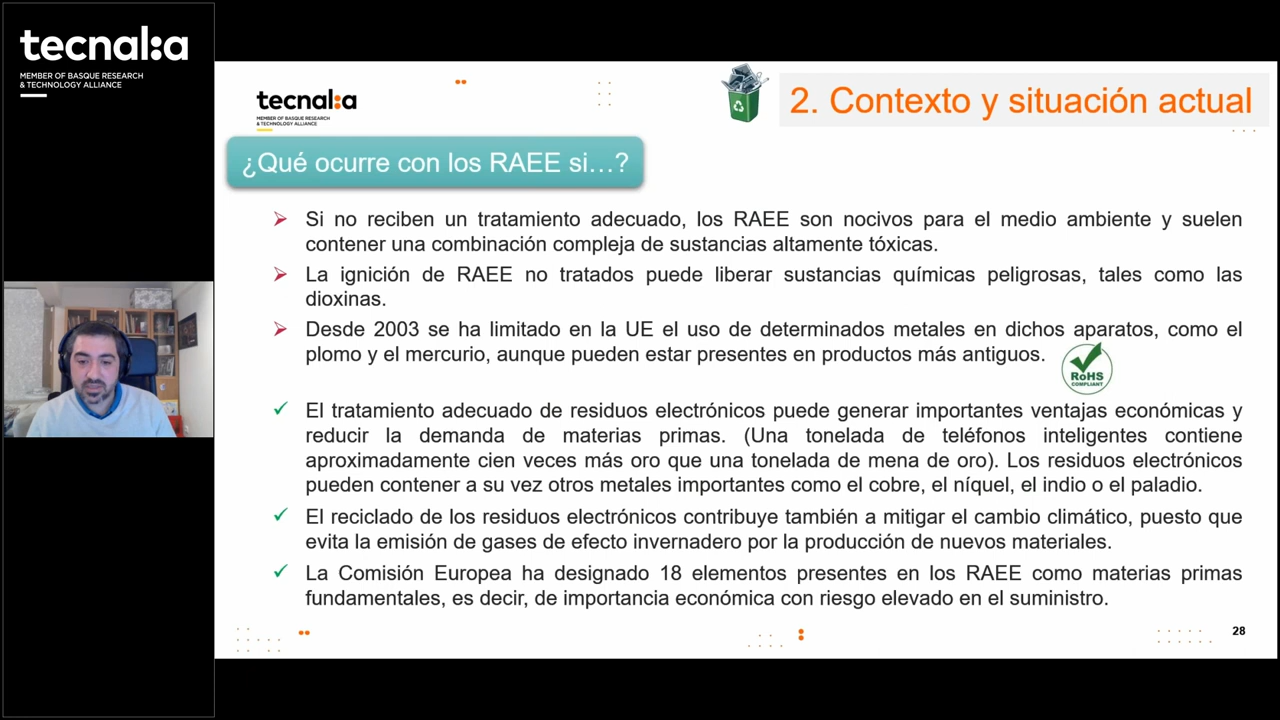 tecnal:a
MEMBER OF BASQUE RESEARCH
& TECHNOLOGY ALLIANCE
tecnal:a
MEMBER OF BASQUE RESEARCH
& TECHNOLOGY ALLIANCE
2. Contexto y situación actual
¿Qué ocurre con los RAEE si…?
Si no reciben un tratamiento adecuado, los RAEE son nocivos para el medio ambiente y suelen
contener una combinación compleja de sustancias altamente tóxicas.
La ignición de RAEE no tratados puede liberar sustancias químicas peligrosas, tales como las
dioxinas.
Desde 2003 se ha limitado en la UE el uso de determinados metales en dichos aparatos, como el
plomo y el mercurio, aunque pueden estar presentes en productos más antiguos.
RoHS
COMPLIANT
El tratamiento adecuado de residuos electrónicos puede generar importantes ventajas económicas y
reducir la demanda de materias primas. (Una tonelada de teléfonos inteligentes contiene
aproximadamente cien veces más oro que una tonelada de mena de oro). Los residuos electrónicos
pueden contener a su vez otros metales importantes como el cobre, el níquel, el indio o el paladio.
El reciclado de los residuos electrónicos contribuye también a mitigar el cambio climático, puesto que
evita la emisión de gases de efecto invernadero por la producción de nuevos materiales.
La Comisión Europea ha designado 18 elementos presentes en los RAEE como materias primas
fundamentales, es decir, de importancia económica con riesgo elevado en el suministro.
28